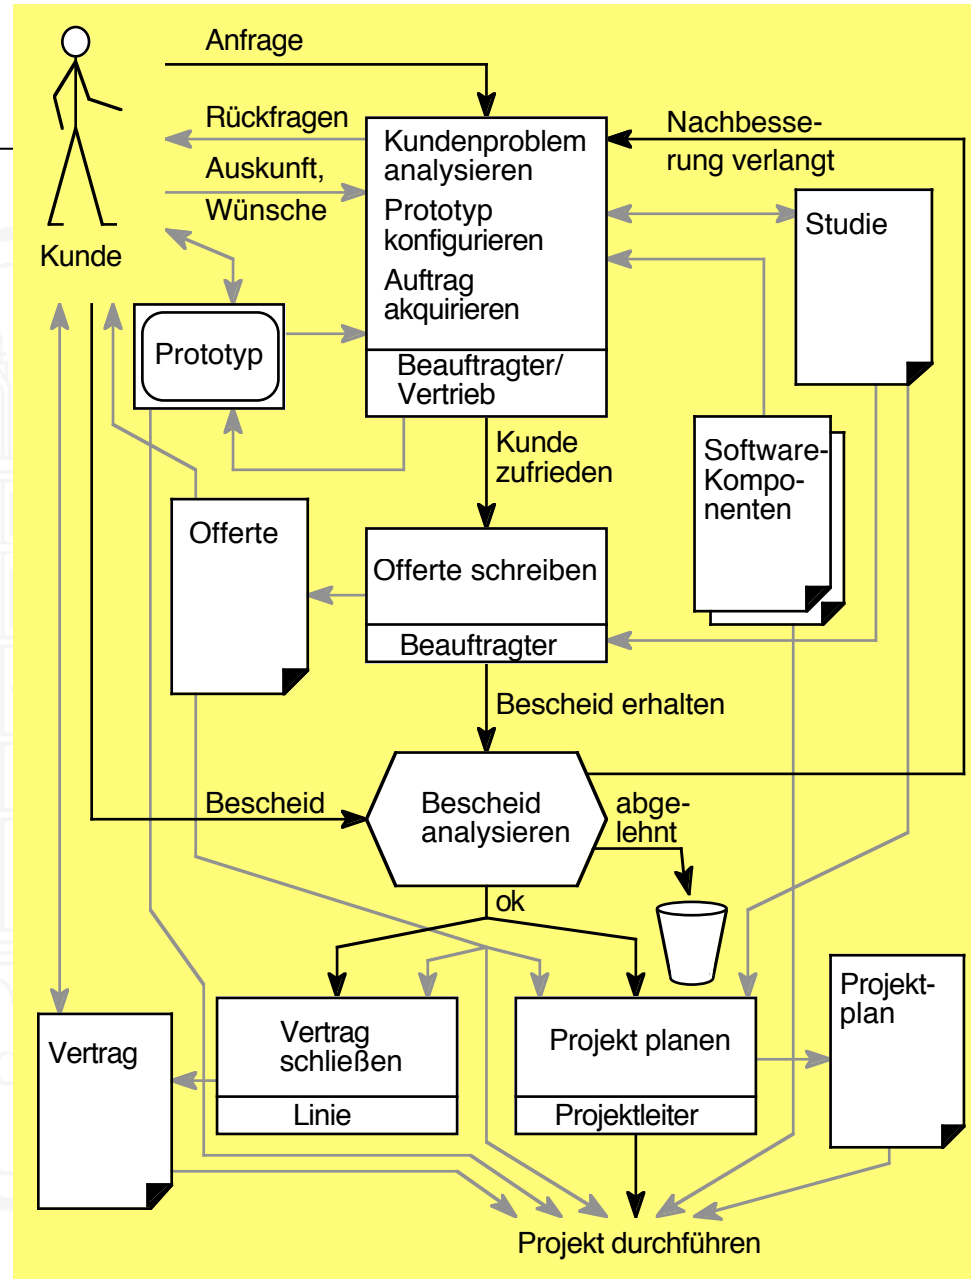 Anfrage
Rückfragen
Auskunft,
Wünsche
Kunde
Kundenproblem
analysieren
Prototyp
konfigurieren
Auftrag
akquirieren
Beauftragter/
Vertrieb
Nachbesse-
rung verlangt
Studie
Prototyp
Kunde
zufrieden
Software-
Kompo-
nenten
Offerte
Offerte schreiben
Beauftragter
Bescheid erhalten
Bescheid
Bescheid
analysieren
abge-
lehnt
ok
Vertrag
Vertrag
schließen
Linie
Projekt planen
Projektleiter
Projekt-
plan
Projekt durchführen